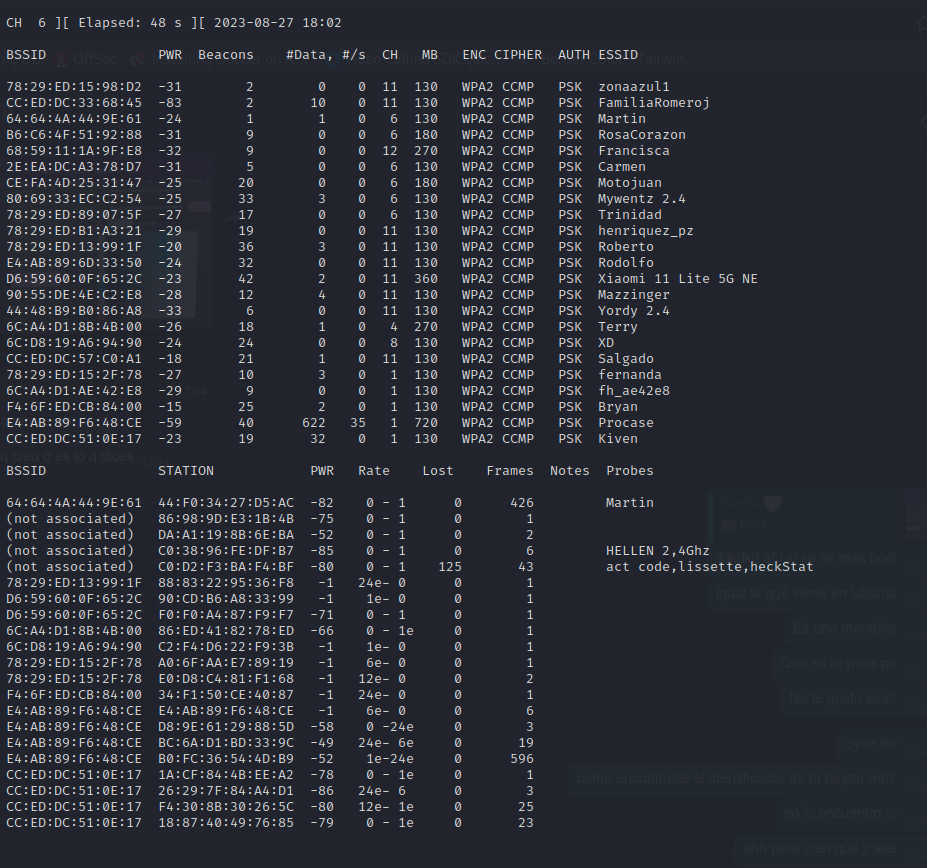 CH  6 ][ Elapsed: 48 s ][ 2023-08-27 18:02
BSSID              PWR  Beacons    #Data, #/s  CH   MB   ENC CIPHER  AUTH ESSID
78:29:ED:15:98:D2  -31        2        0    0  11  130   WPA2 CCMP   PSK  zonaazul1
CC:ED:DC:33:68:45  -83        2       10    0  11  130   WPA2 CCMP   PSK  FamiliaRomeroj
64:64:4A:44:9E:61  -24        1        1    0   6  130   WPA2 CCMP   PSK  Martin
B6:C6:4F:51:92:88  -31        9        0    0   6  180   WPA2 CCMP   PSK  RosaCorazon
68:59:11:1A:9F:E8  -32        9        0    0  12  270   WPA2 CCMP   PSK  Francisca
2E:EA:DC:A3:78:D7  -31        5        0    0   6  130   WPA2 CCMP   PSK  Carmen
CE:FA:4D:25:31:47  -25       20        0    0   6  180   WPA2 CCMP   PSK  Motojuan
80:69:33:EC:C2:54  -25       33        3    0   6  130   WPA2 CCMP   PSK  Mywentz 2.4
78:29:ED:89:07:5F  -27       17        0    0   6  130   WPA2 CCMP   PSK  Trinidad
78:29:ED:B1:A3:21  -29       19        0    0  11  130   WPA2 CCMP   PSK  henriquez_pz
78:29:ED:13:99:1F  -20       36        3    0  11  130   WPA2 CCMP   PSK  Roberto
E4:AB:89:6D:33:50  -24       32        0    0  11  130   WPA2 CCMP   PSK  Rodolfo
D6:59:60:0F:65:2C  -23       42        2    0  11  360   WPA2 CCMP   PSK  Xiaomi 11 Lite 5G NE
90:55:DE:4E:C2:E8  -28       12        4    0  11  130   WPA2 CCMP   PSK  Mazzinger
44:48:B9:B0:86:A8  -33        6        0    0  11  130   WPA2 CCMP   PSK  Yordy 2.4
6C:A4:D1:8B:4B:00  -26       18        1    0   4  270   WPA2 CCMP   PSK  Terry
6C:D8:19:A6:94:90  -24       24        0    0   8  130   WPA2 CCMP   PSK  XD
CC:ED:DC:57:C0:A1  -18       21        1    0  11  130   WPA2 CCMP   PSK  Salgado
78:29:ED:15:2F:78  -27       10        3    0   1  130   WPA2 CCMP   PSK  fernanda
6C:A4:D1:AE:42:E8  -29        9        0    0   1  130   WPA2 CCMP   PSK  fh_ae42e8
F4:6F:ED:CB:84:00  -15       25        2    0   1  130   WPA2 CCMP   PSK  Bryan
E4:AB:89:F6:48:CE  -59       40      622   35   1  720   WPA2 CCMP   PSK  Procase
CC:ED:DC:51:0E:17  -23       19       32    0   1  130   WPA2 CCMP   PSK  Kiven
BSSID              STATION            PWR   Rate    Lost    Frames  Notes  Probes
64:64:4A:44:9E:61  44:F0:34:27:D5:AC  -82    0 - 1      0      426         Martin
(not associated)   86:98:9D:E3:1B:4B  -75    0 - 1      0        1
(not associated)   DA:A1:19:8B:6E:BA  -52    0 - 1      0        2
(not associated)   C0:38:96:FE:DF:B7  -85    0 - 1      0        6         HELLEN 2,4Ghz
(not associated)   C0:D2:F3:BA:F4:BF  -80    0 - 1    125       43         act code,lissette,heckStat
78:29:ED:13:99:1F  88:83:22:95:36:F8   -1   24e- 0      0        1
D6:59:60:0F:65:2C  90:CD:B6:A8:33:99   -1    1e- 0      0        1
D6:59:60:0F:65:2C  F0:F0:A4:87:F9:F7  -71    0 - 1      0        1
6C:A4:D1:8B:4B:00  86:ED:41:82:78:ED  -66    0 - 1e     0        1
6C:D8:19:A6:94:90  C2:F4:D6:22:F9:3B   -1    1e- 0      0        1
78:29:ED:15:2F:78  A0:6F:AA:E7:89:19   -1    6e- 0      0        1
78:29:ED:15:2F:78  E0:D8:C4:81:F1:68   -1   12e- 0      0        2
F4:6F:ED:CB:84:00  34:F1:50:CE:40:87   -1   24e- 0      0        1
E4:AB:89:F6:48:CE  E4:AB:89:F6:48:CE   -1    6e- 0      0        6
E4:AB:89:F6:48:CE  D8:9E:61:29:88:5D  -58    0 -24e     0        3
E4:AB:89:F6:48:CE  BC:6A:D1:BD:33:9C  -49   24e- 6e     0       19
E4:AB:89:F6:48:CE  B0:FC:36:54:4D:B9  -52    1e-24e     0      596
CC:ED:DC:51:0E:17  1A:CF:84:4B:EE:A2  -78    0 - 1e     0        1
CC:ED:DC:51:0E:17  26:29:7F:84:A4:D1  -86   24e- 6      0        3
CC:ED:DC:51:0E:17  F4:30:8B:30:26:5C  -80   12e- 1e     0       25
CC:ED:DC:51:0E:17  18:87:40:49:76:85  -79    0 - 1e     0       23
OffSec
q creo q es lo q dices
Igual la que viene en Ubuntu
Es una moradita
Que es re piola po
No te gustó esa?
como encontraste el identificador de tu tarjeta wifi?
no lo encuentro :c
ahh pera creo que y ase